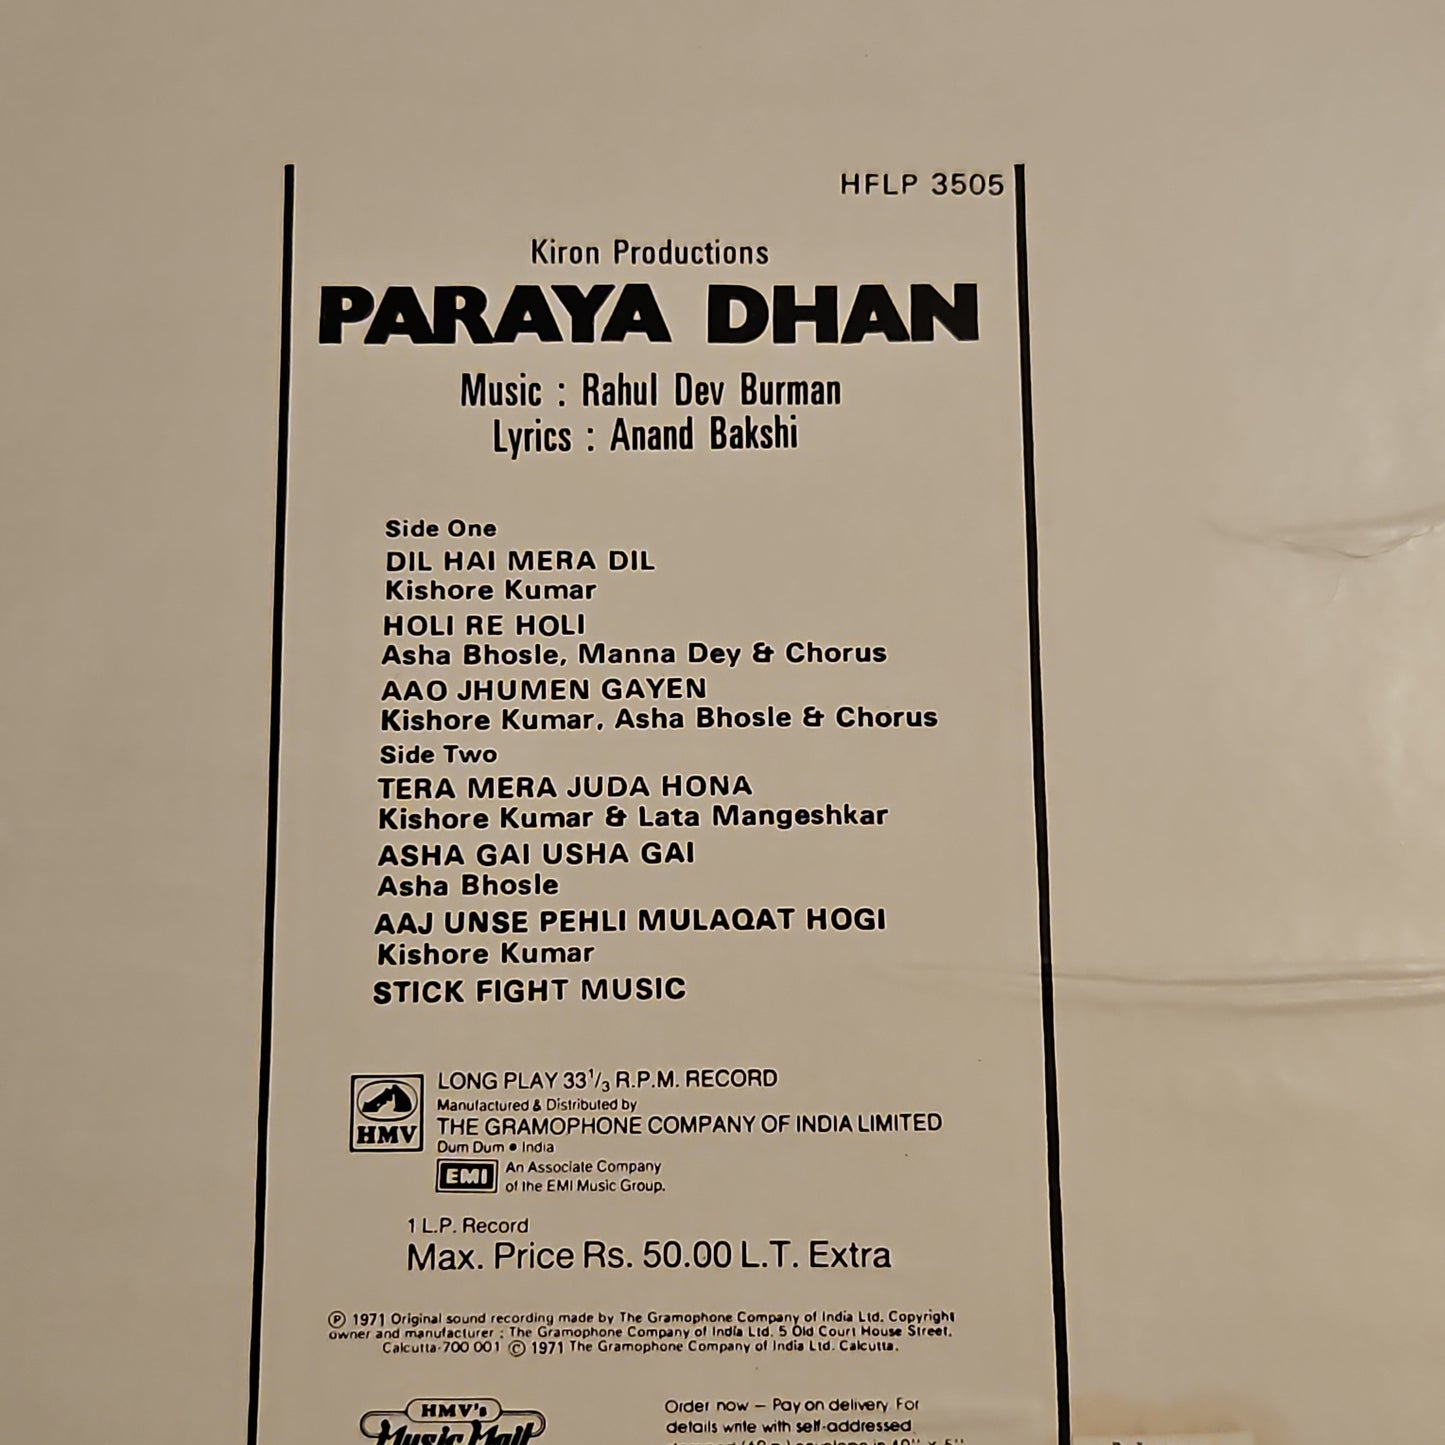 HFLP 3505
Kiron Productions
PARAYA DHAN
Music : Rahul Dev Burman
Lyrics : Anand Bakshi
Side One
DIL HAI MERA DIL
Kishore Kumar
HOLI RE HOLI
Asha Bhosle, Manna Dey & Chorus
AAO JHUMEN GAYEN
Kishore Kumar, Asha Bhosle & Chorus
Side Two
TERA MERA JUDA HONA
Kishore Kumar & Lata Mangeshkar
ASHA GAI USHA GAI
Asha Bhosle
AAJ UNSE PEHLI MULAQAT HOGI
Kishore Kumar
STICK FIGHT MUSIC
HMV
LONG PLAY 33 1/3 R.P.M. RECORD
Manufactured & Distributed by
THE GRAMOPHONE COMPANY OF INDIA LIMITED
Dum Dum • India
EMI
An Associate Company
of the EMI Music Group.
1 L.P. Record
Max. Price Rs. 50.00 L.T. Extra
℗ 1971 Original sound recording made by The Gramophone Company of India Ltd. Copyright
owner and manufacturer : The Gramophone Company of India Ltd. 5 Old Court House Street,
Calcutta-700 001 © 1971 The Gramophone Company of India Ltd. Calcutta.
HMV's
Music Mail
Order now — Pay on delivery. For
details write with self-addressed